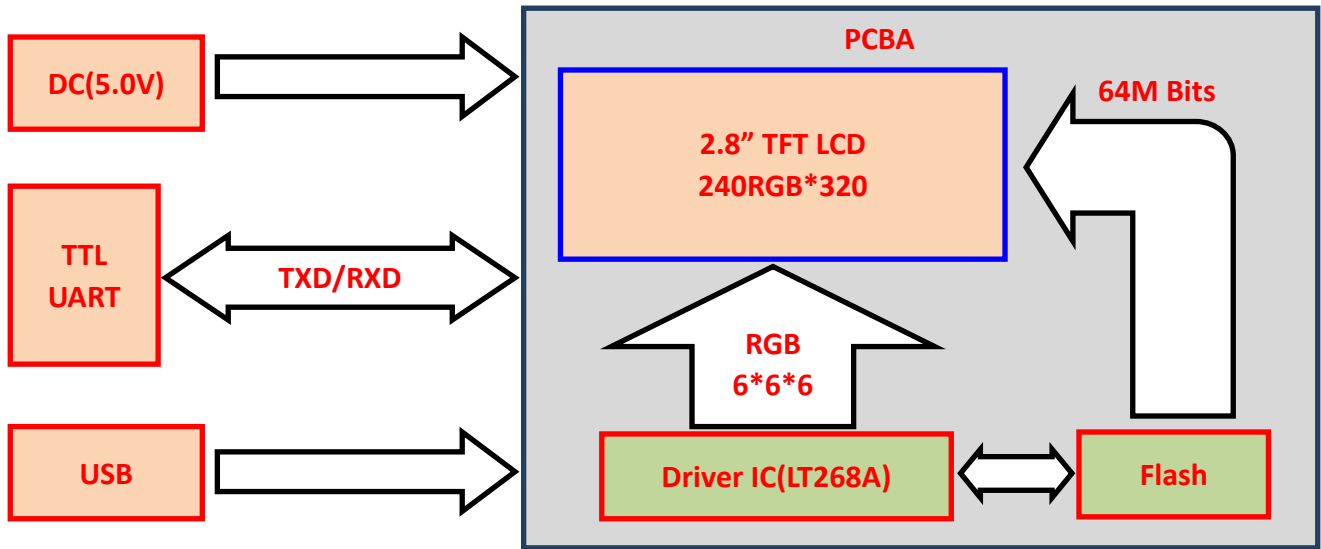 PCBA
DC(5.0V)
64M Bits
2.8” TFT LCD
240RGB*320
TTL
UART
TXD/RXD
RGB
6*6*6
USB
Driver IC(LT268A)
Flash